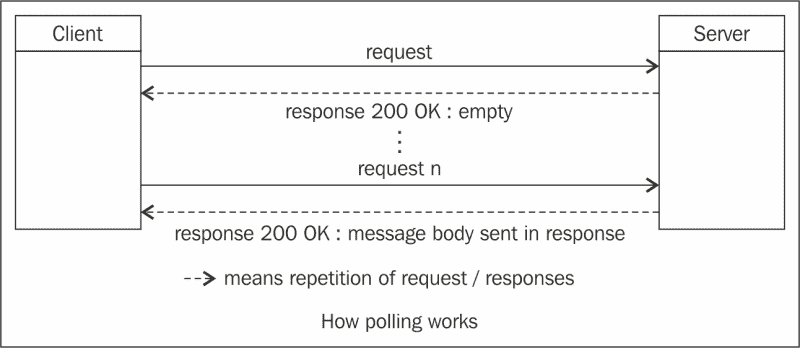 Client
Server
request
response 200 OK : empty
request n
response 200 OK : message body sent in response
means repetition of request / responses
How polling works